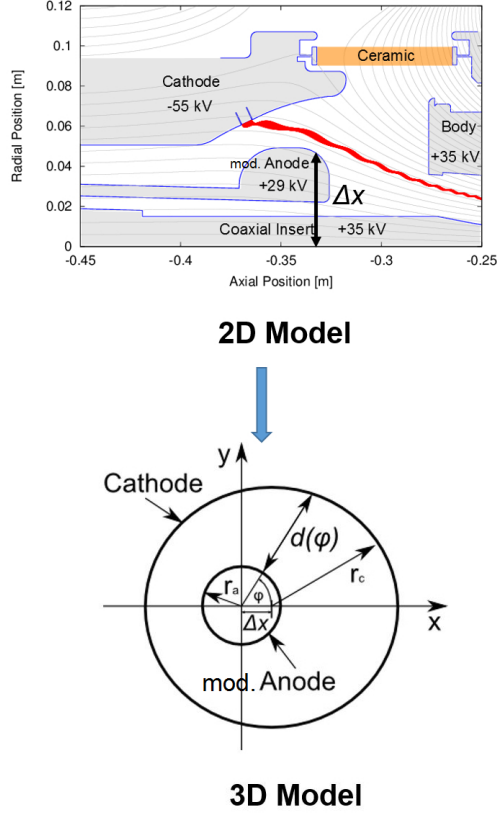 0.12
0.1
0.08
0.06
0.04
0.02
0
Radial Position [m]
Ceramic
Cathode
-55 kV
Body
+35 kV
mod. Anode
+29 kV
Δx
Coaxial Insert
+35 kV
-0.45
-0.4
-0.35
-0.3
-0.25
Axial Position [m]
2D Model
y
Cathode
d(φ)
r_c
r_a
φ
Δx
x
mod. Anode
3D Model